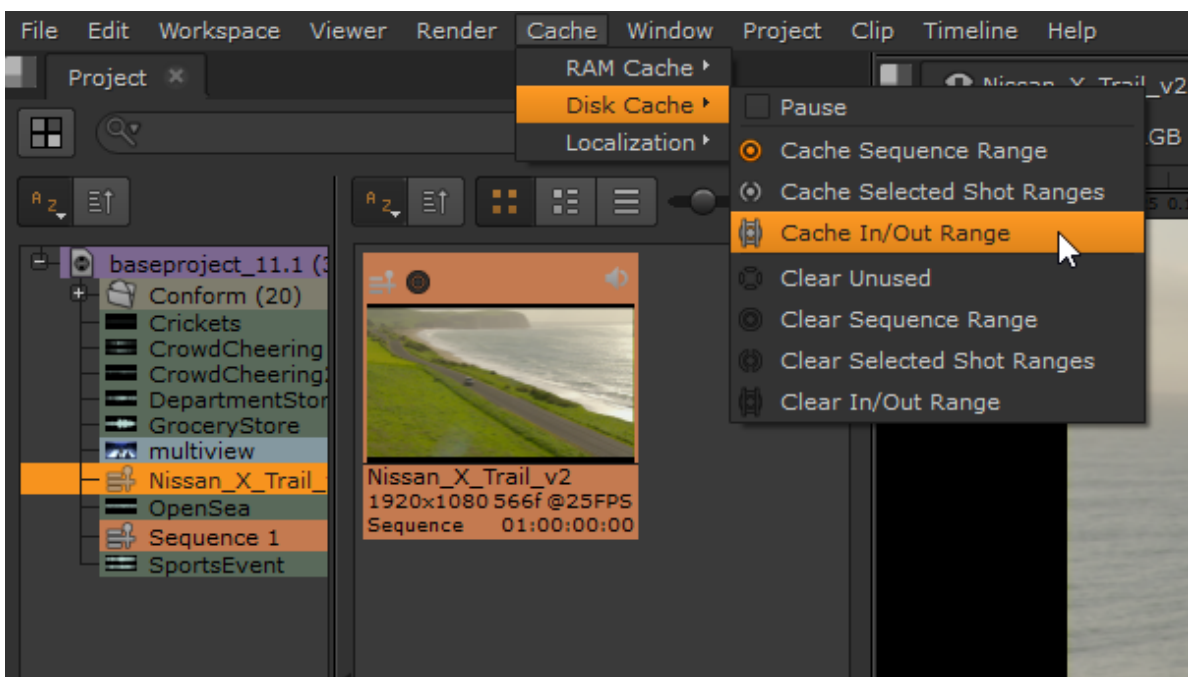 File Edit Workspace Viewer Render Cache Window Project Clip Timeline Help
Project
RAM Cache
Disk Cache
Localization
Pause
Cache Sequence Range
Cache Selected Shot Ranges
Cache In/Out Range
Clear Unused
Clear Sequence Range
Clear Selected Shot Ranges
Clear In/Out Range
Nissan_X_Trail_v2
GB
A Z
A Z
baseproject_11.1 (
Conform (20)
Crickets
CrowdCheering
CrowdCheering
DepartmentStor
GroceryStore
multiview
Nissan_X_Trail_
OpenSea
Sequence 1
SportsEvent
Nissan_X_Trail_v2
1920x1080 566f @25FPS
Sequence 01:00:00:00